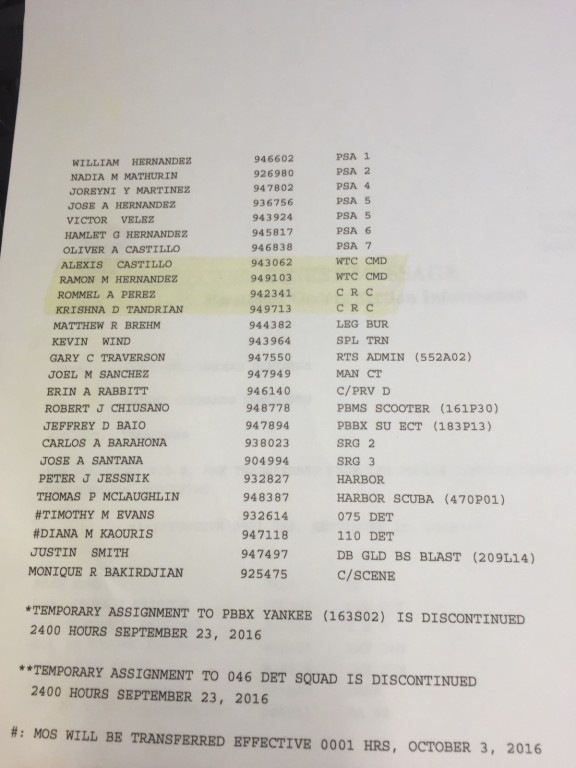 WILLIAM HERNANDEZ 946602 PSA 1
NADIA M MATHURIN 926980 PSA 2
JOREYNI Y MARTINEZ 947802 PSA 4
JOSE A HERNANDEZ 936756 PSA 5
VICTOR VELEZ 943924 PSA 5
HAMLET G HERNANDEZ 945817 PSA 6
OLIVER A CASTILLO 946838 PSA 7
ALEXIS CASTILLO 943062 WTC CMD
RAMON M HERNANDEZ 949103 WTC CMD
ROMMEL A PEREZ 942341 C R C
KRISHNA D TANDRIAN 949713 C R C
MATTHEW R BREHM 944382 LEG BUR
KEVIN WIND 943964 SPL TRN
GARY C TRAVERSON 947550 RTS ADMIN (552A02)
JOEL M SANCHEZ 947949 MAN CT
ERIN A RABBITT 946140 C/PRV D
ROBERT J CHIUSANO 948778 PBMS SCOOTER (161P30)
JEFFREY D BAIO 947894 PBBX SU ECT (183P13)
CARLOS A BARAHONA 938023 SRG 2
JOSE A SANTANA 904994 SRG 3
PETER J JESSNIK 932827 HARBOR
THOMAS P MCLAUGHLIN 948387 HARBOR SCUBA (470P01)
#TIMOTHY M EVANS 932614 075 DET
#DIANA M KAOURIS 947118 110 DET
JUSTIN SMITH 947497 DB GLD BS BLAST (209L14)
MONIQUE R BAKIRDJIAN 925475 C/SCENE
*TEMPORARY ASSIGNMENT TO PBBX YANKEE (163S02) IS DISCONTINUED
2400 HOURS SEPTEMBER 23, 2016
**TEMPORARY ASSIGNMENT TO 046 DET SQUAD IS DISCONTINUED
2400 HOURS SEPTEMBER 23, 2016
#: MOS WILL BE TRANSFERRED EFFECTIVE 0001 HRS, OCTOBER 3, 2016